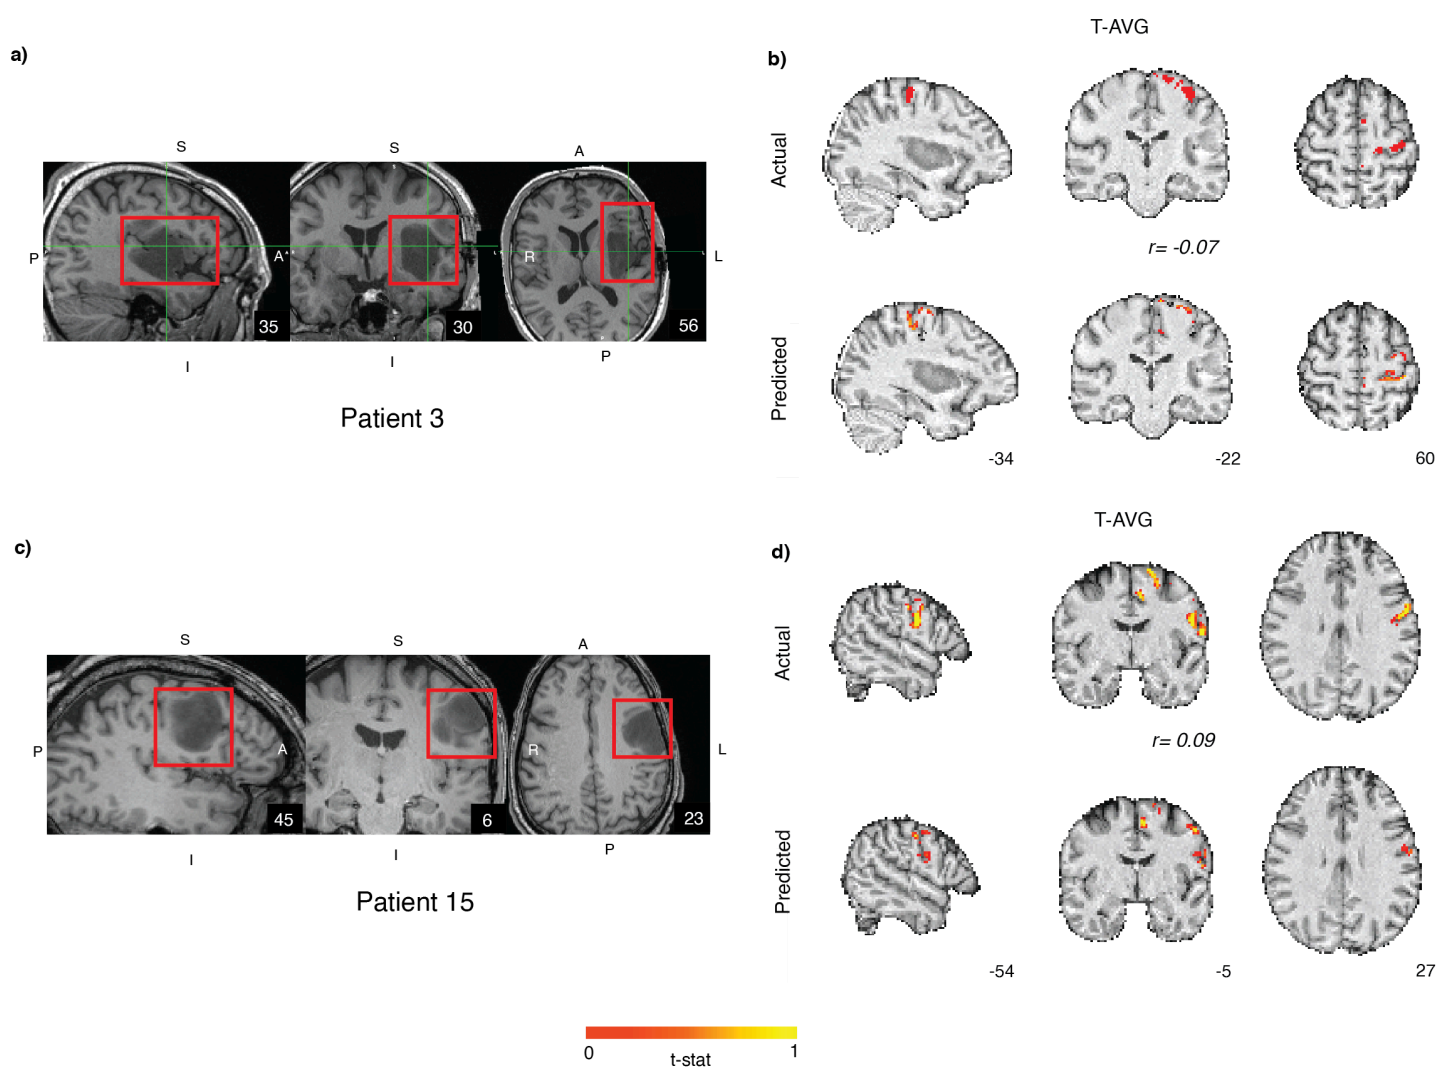 a)
S
S
A
P
A
R
L
35
30
56
I
I
P
Patient 3
b)
T-AVG
Actual
r= -0.07
Predicted
-34
-22
60
c)
S
S
A
P
A
R
L
45
6
23
I
I
P
Patient 15
d)
T-AVG
Actual
r= 0.09
Predicted
-54
-5
27
0
1
t-stat